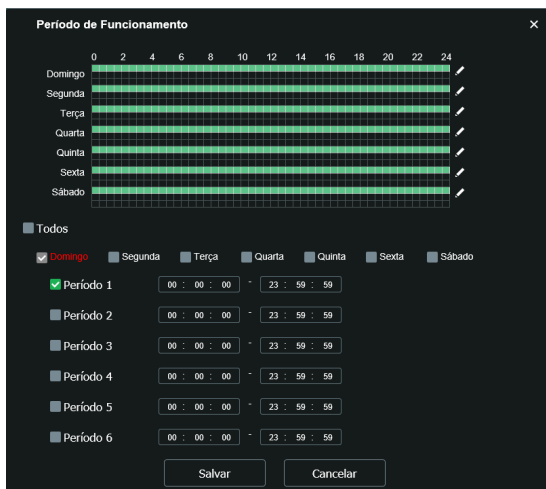 Período de Funcionamento ×
0 2 4 6 8 10 12 14 16 18 20 22 24
Domingo
Segunda
Terça
Quarta
Quinta
Sexta
Sábado
Todos
Domingo Segunda Terça Quarta Quinta Sexta Sábado
Período 1 00 : 00 : 00 - 23 : 59 : 59
Período 2 00 : 00 : 00 - 23 : 59 : 59
Período 3 00 : 00 : 00 - 23 : 59 : 59
Período 4 00 : 00 : 00 - 23 : 59 : 59
Período 5 00 : 00 : 00 - 23 : 59 : 59
Período 6 00 : 00 : 00 - 23 : 59 : 59
Salvar Cancelar